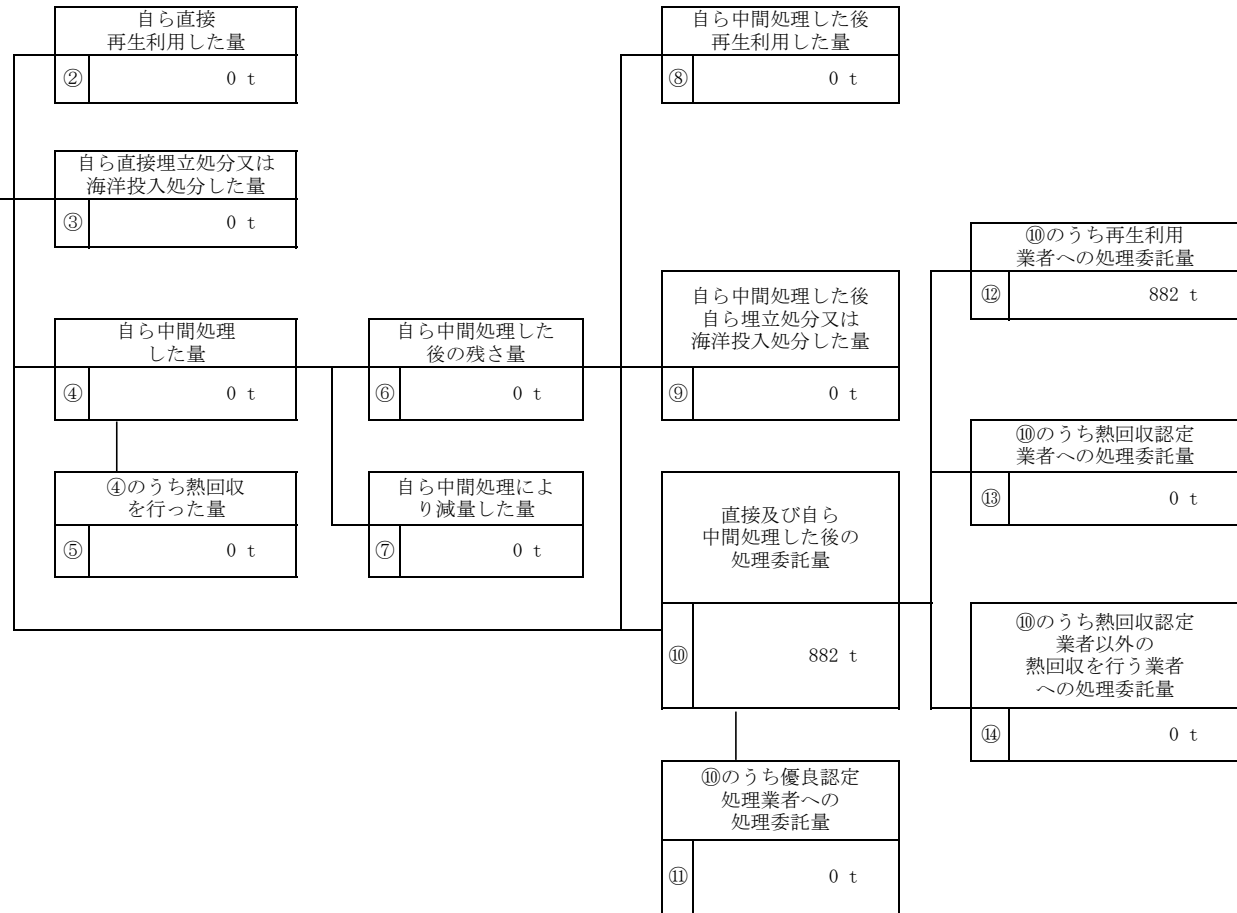 自ら直接
再生利用した量
② 0 t
自ら中間処理した後
再生利用した量
⑧ 0 t
自ら直接埋立処分又は
海洋投入処分した量
③ 0 t
⑩のうち再生利用
業者への処理委託量
⑫ 882 t
自ら中間処理
した量
④ 0 t
自ら中間処理した
後の残さ量
⑥ 0 t
自ら中間処理した後
自ら埋立処分又は
海洋投入処分した量
⑨ 0 t
⑩のうち熱回収認定
業者への処理委託量
⑬ 0 t
④のうち熱回収
を行った量
⑤ 0 t
自ら中間処理によ
り減量した量
⑦ 0 t
直接及び自ら
中間処理した後の
処理委託量
⑩ 882 t
⑩のうち熱回収認定
業者以外の
熱回収を行う業者
への処理委託量
⑭ 0 t
⑩のうち優良認定
処理業者への
処理委託量
⑪ 0 t